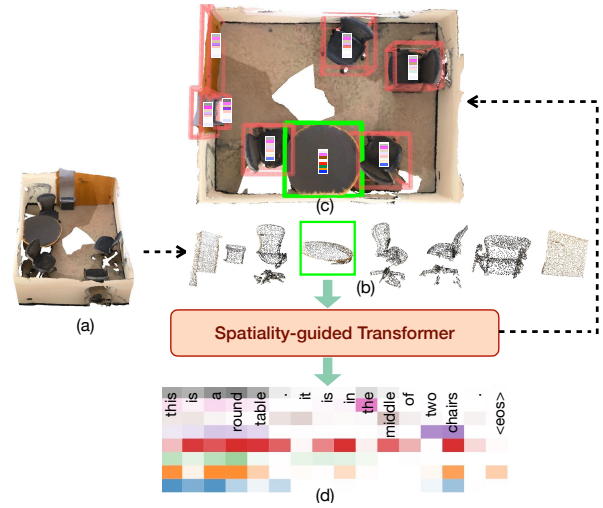 (c)
(a)
(b)
Spatiality-guided Transformer
this is a round table . it is in the middle of two chairs . <eos>
(d)